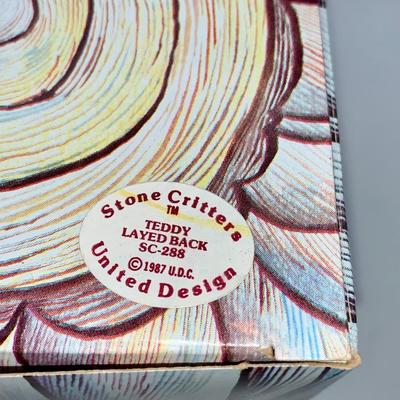 Stone Critters
TM
TEDDY
LAYED BACK
SC-288
© 1987 U.D.C.
United Design